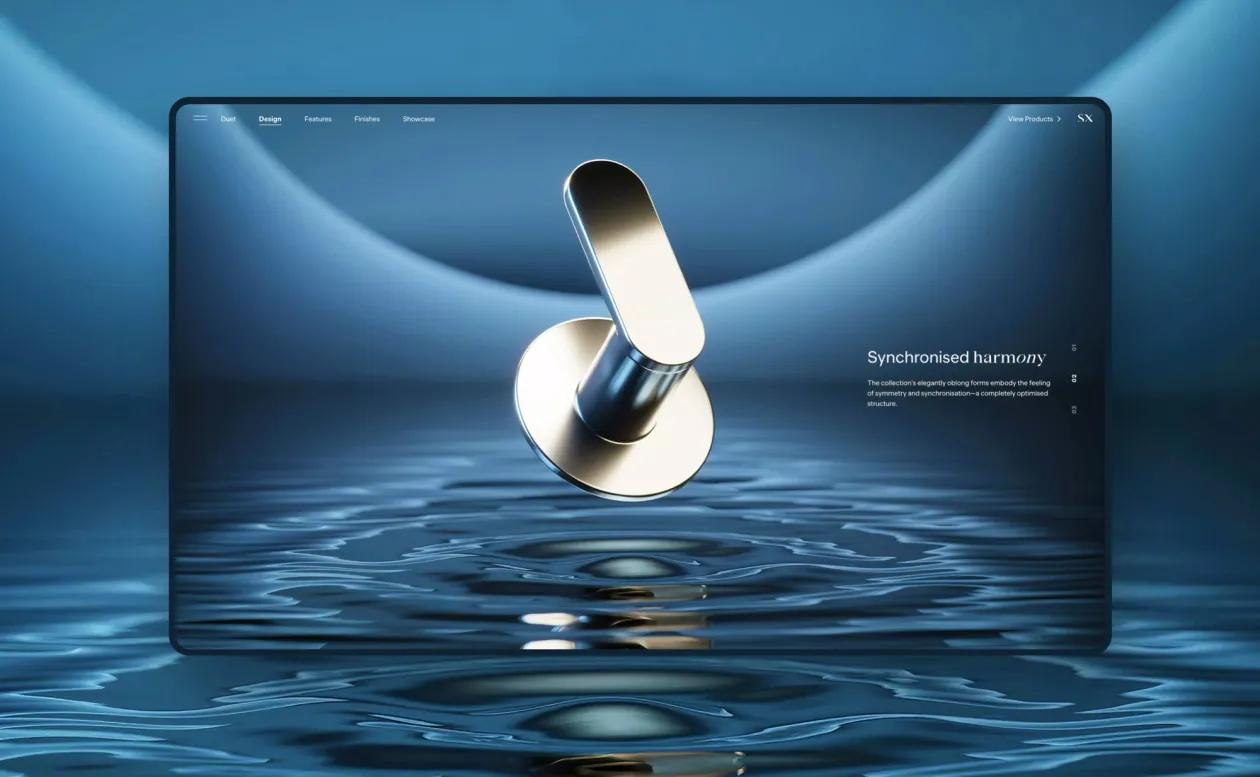 Duet
Design
Features
Finishes
Showcase
View Products
SX
Synchronised harmony
The collection's elegantly oblong forms embody the feeling
of symmetry and synchronisation—a completely optimised
structure.
01
02
03